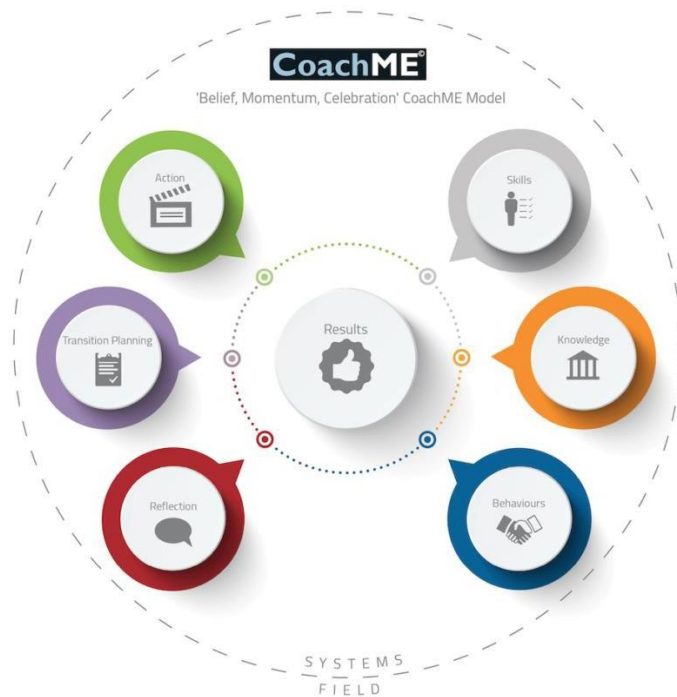 CoachME©
'Belief, Momentum, Celebration' CoachME Model
Action
Skills
Transition Planning
Results
Knowledge
Reflection
Behaviours
SYSTEMS
FIELD